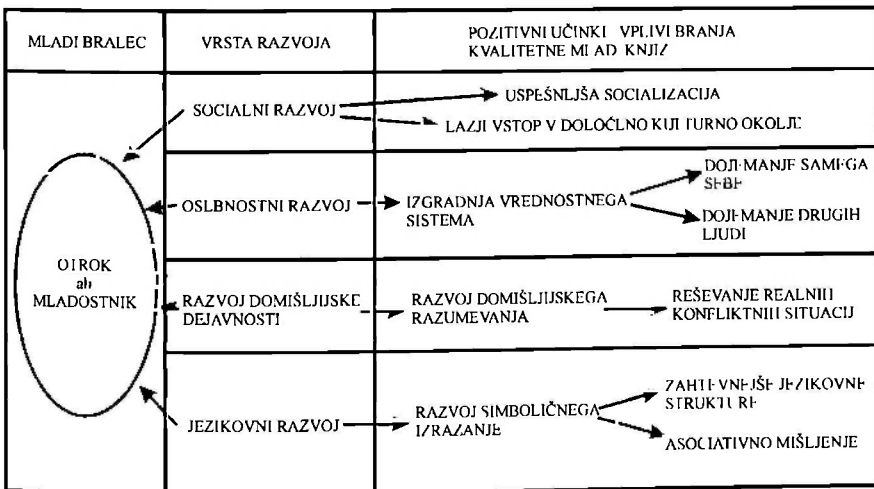 MLADI BRALEC
VRSTA RAZVOJA
POZITIVNI UČINKI VPLIVI BRANJA
KVALITETNE MLAD KNJIŽ
SOCIALNI RAZVOJ
USPEŠNEJŠA SOCIALIZACIJA
LAŽJI VSTOP V DOLOČENO KULTURNO OKOLJE
OSEBNOSTNI RAZVOJ
IZGRADNJA VREDNOSTNEGA
SISTEMA
DOJEMANJE SAMEGA
SEBE
DOJEMANJE DRUGIH
LJUDI
OTROK
ali
MLADOSTNIK
RAZVOJ DOMIŠLJIJSKE
DEJAVNOSTI
RAZVOJ DOMIŠLJIJSKEGA
RAZUMEVANJA
REŠEVANJE REALNIH
KONFLIKTNIH SITUACIJ
JEZIKOVNI RAZVOJ
RAZVOJ SIMBOLIČNEGA
IZRAŽANJE
ZAHTEVNEJŠE JEZIKOVNE
STRUKTURE
ASOCIATIVNO MIŠLJENJE